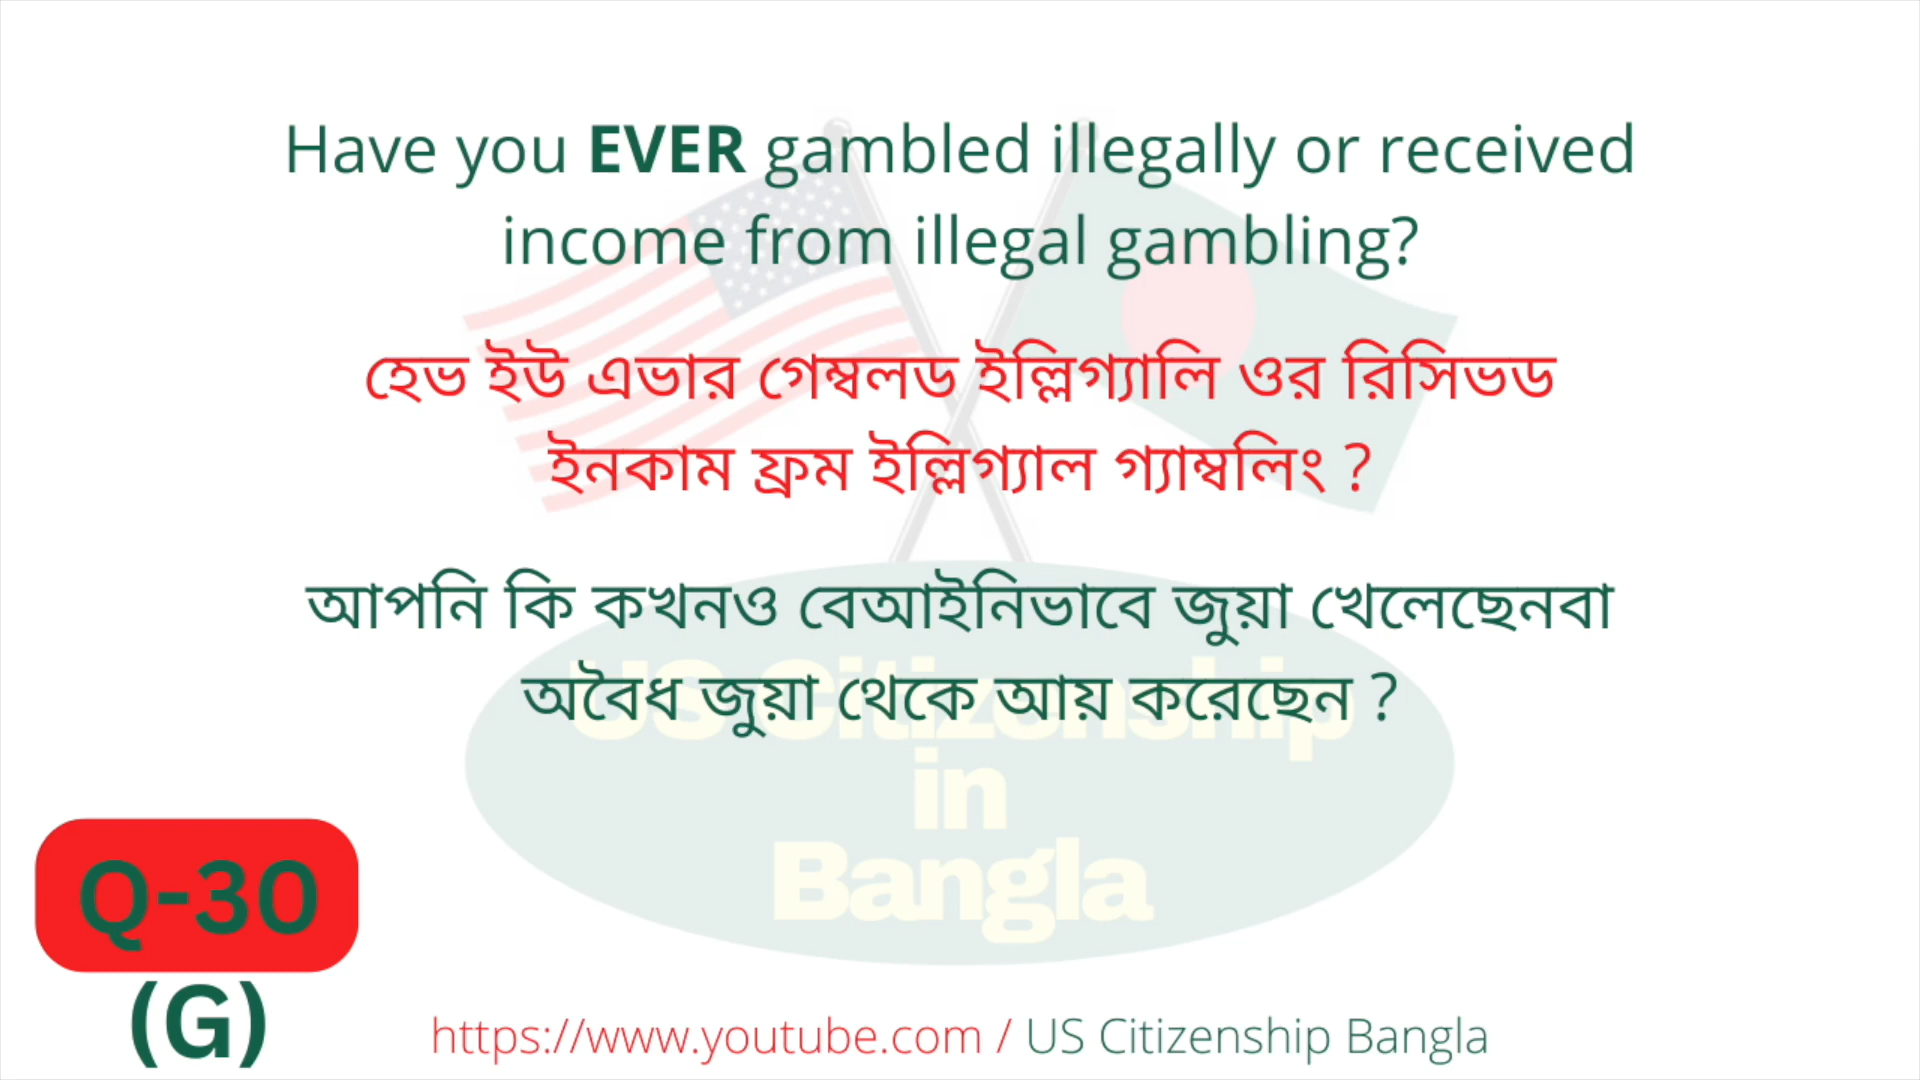 Have you EVER gambled illegally or received
income from illegal gambling?
হেভ ইউ এভার গেম্বলড ইল্লিগ্যালি ওর রিসিভড
ইনকাম ফ্রম ইল্লিগ্যাল গ্যাম্বলিং ?
আপনি কি কখনও বেআইনিভাবে জুয়া খেলেছেনবা
অবৈধ জুয়া থেকে আয় করেছেন ?
US Citizenship
in
Bangla
Q-30
(G)
https://www.youtube.com / US Citizenship Bangla